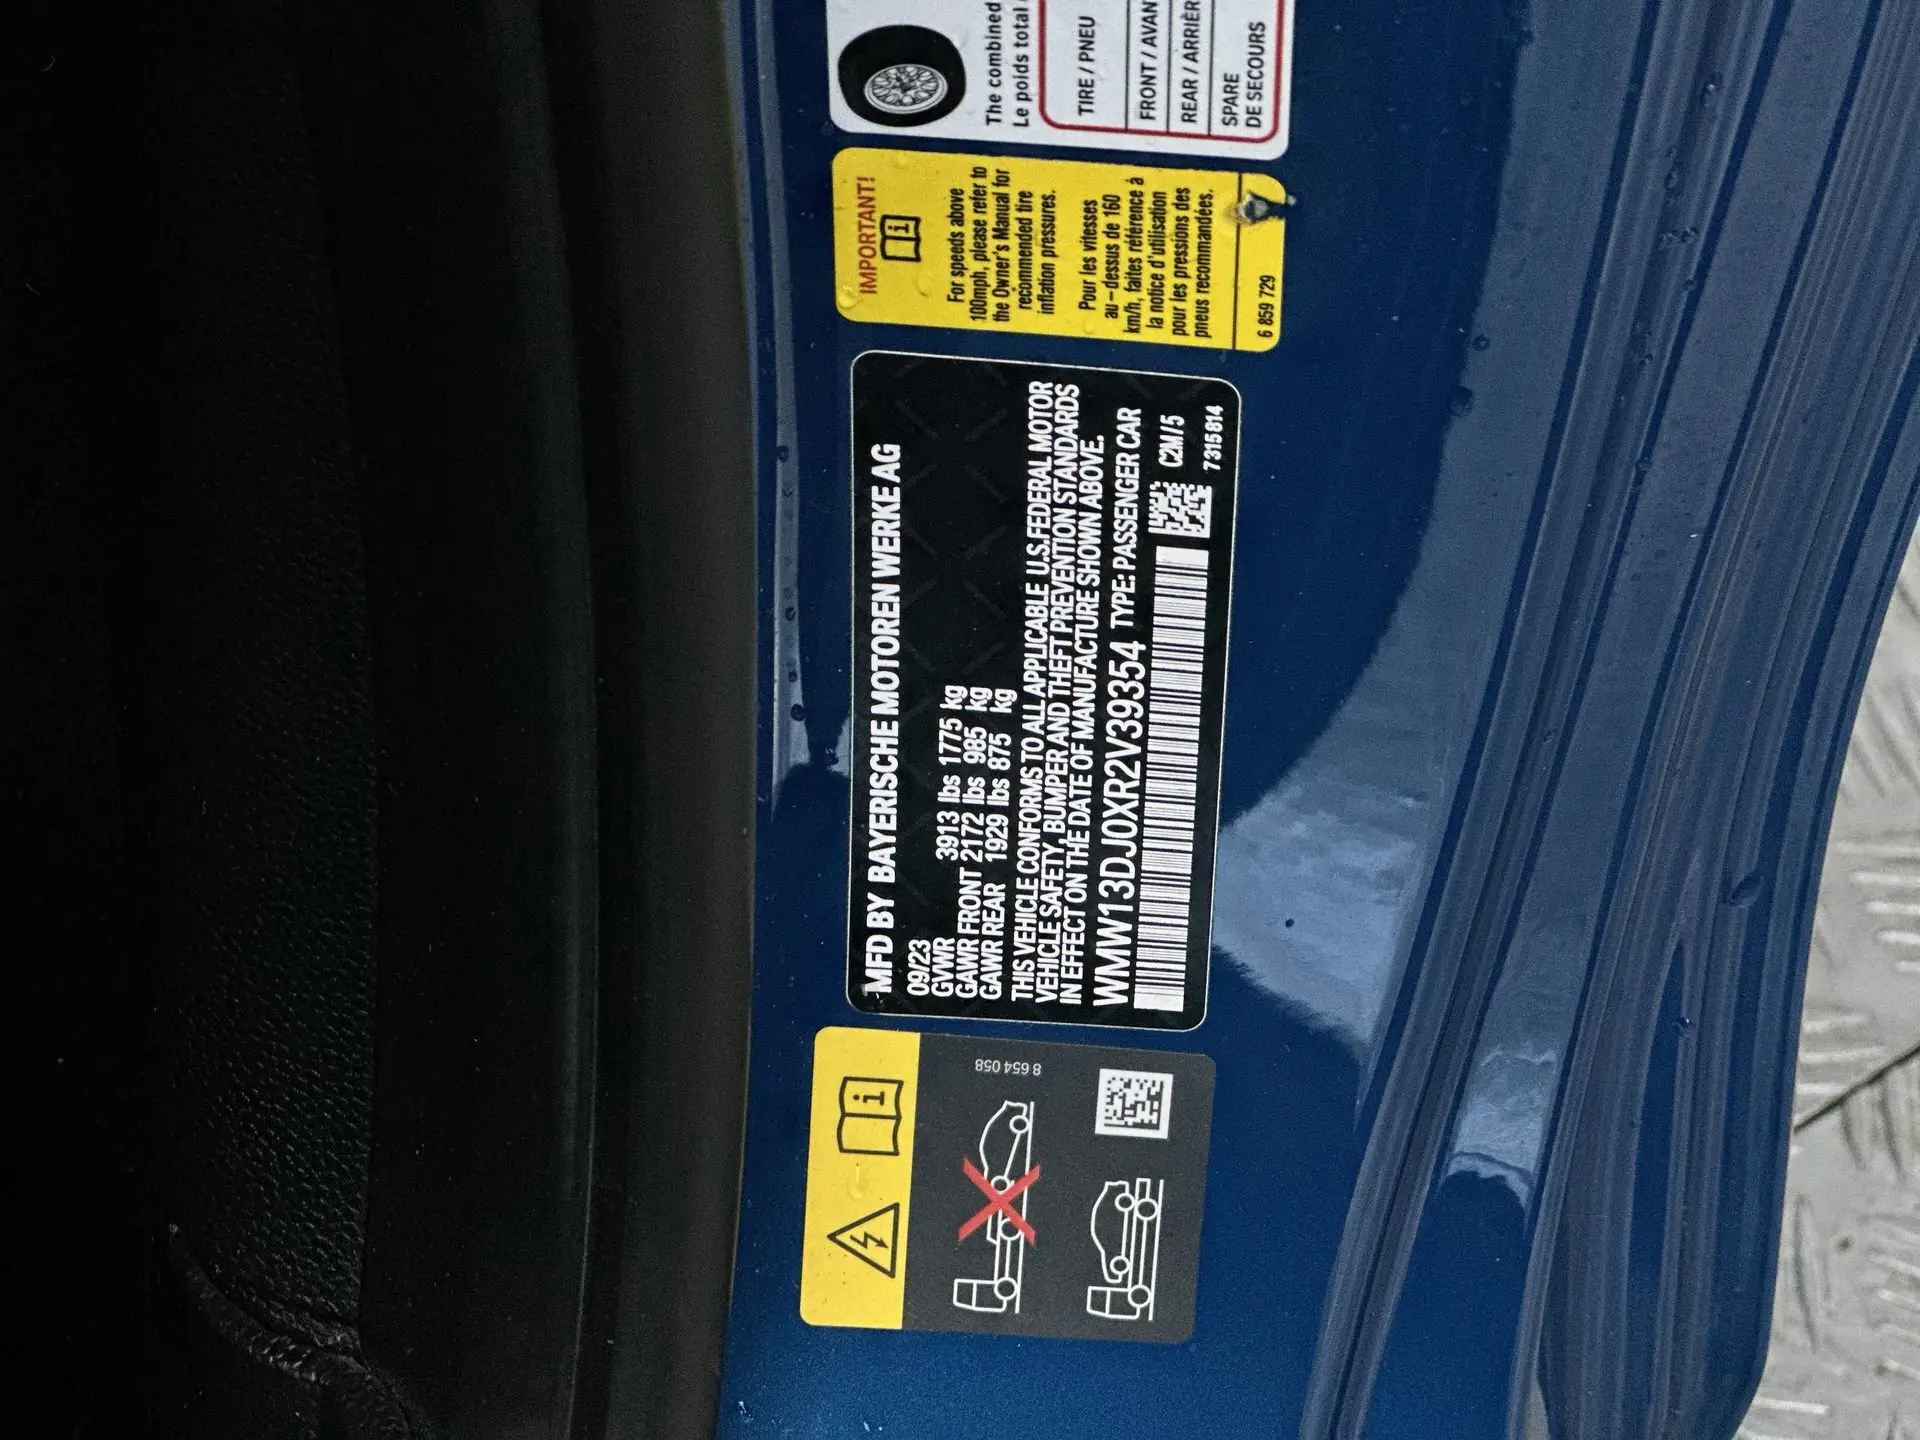 The combined
Le poids total
TIRE / PNEU
FRONT / AVAN
REAR / ARRIÈR
SPARE
DE SECOURS
IMPORTANT!
For speeds above
100mph, please refer to
the Owner's Manual for
recommended tire
inflation pressures.
Pour les vitesses
au-dessus de 160
km/h, faites référence à
la notice d'utilisation
pour les pressions des
pneus recommandées.
6 859 729
MFD BY BAYERISCHE MOTOREN WERKE AG
09/23
GVWR 3913 lbs 1775 kg
GAWR FRONT 2172 lbs 985 kg
GAWR REAR 1929 lbs 875 kg
THIS VEHICLE CONFORMS TO ALL APPLICABLE U.S.FEDERAL MOTOR
VEHICLE SAFETY, BUMPER AND THEFT PREVENTION STANDARDS
IN EFFECT ON THE DATE OF MANUFACTURE SHOWN ABOVE.
WMW13DJ0XR2V39354 TYPE: PASSENGER CAR
C2M/5
7315814
8 654 058